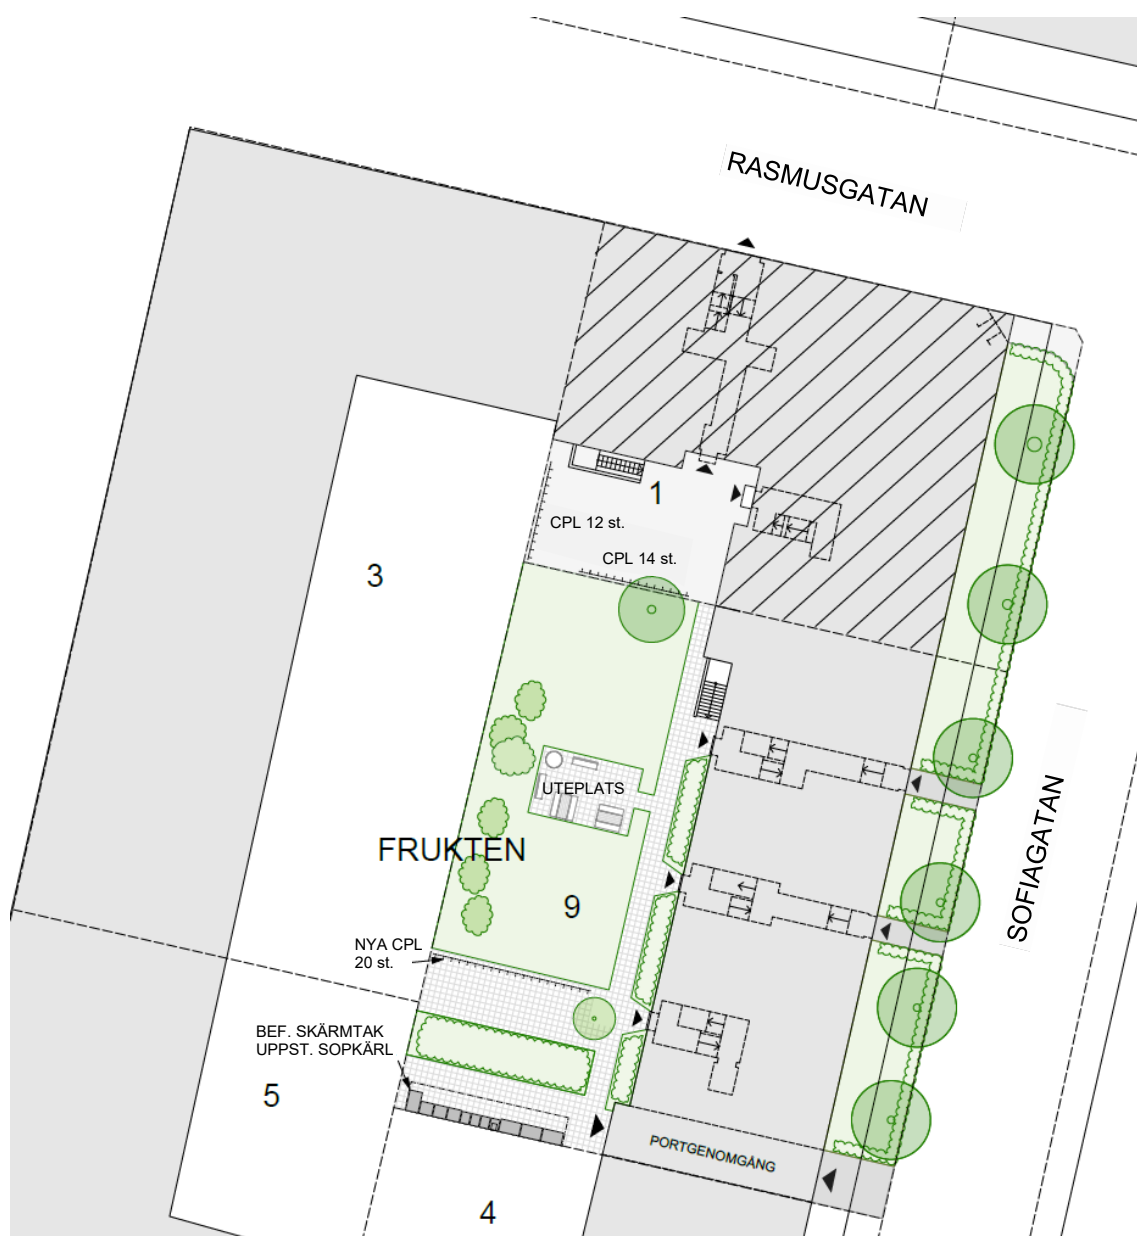 RASMUSGATAN
1
CPL 12 st.
CPL 14 st.
3
UTEPLATS
SOFIAGATAN
FRUKTEN
9
NYA CPL
20 st.
BEF. SKÄRMTAK
UPPST. SOPKÄRL
5
PORTGENOMGÅNG
4